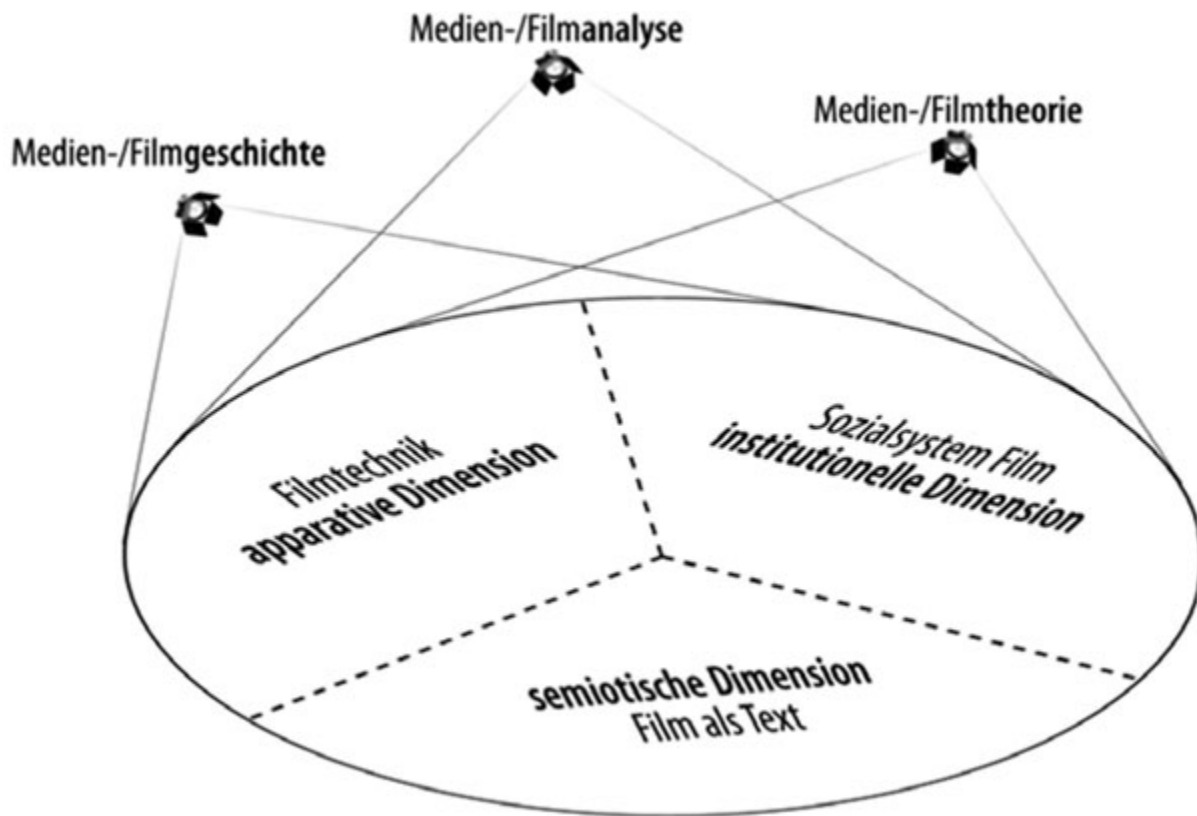 Medien-/Filmanalyse
Medien-/Filmtheorie
Medien-/Filmgeschichte
Filmtechnik
apparative Dimension
Sozialsystem Film
institutionelle Dimension
semiotische Dimension
Film als Text